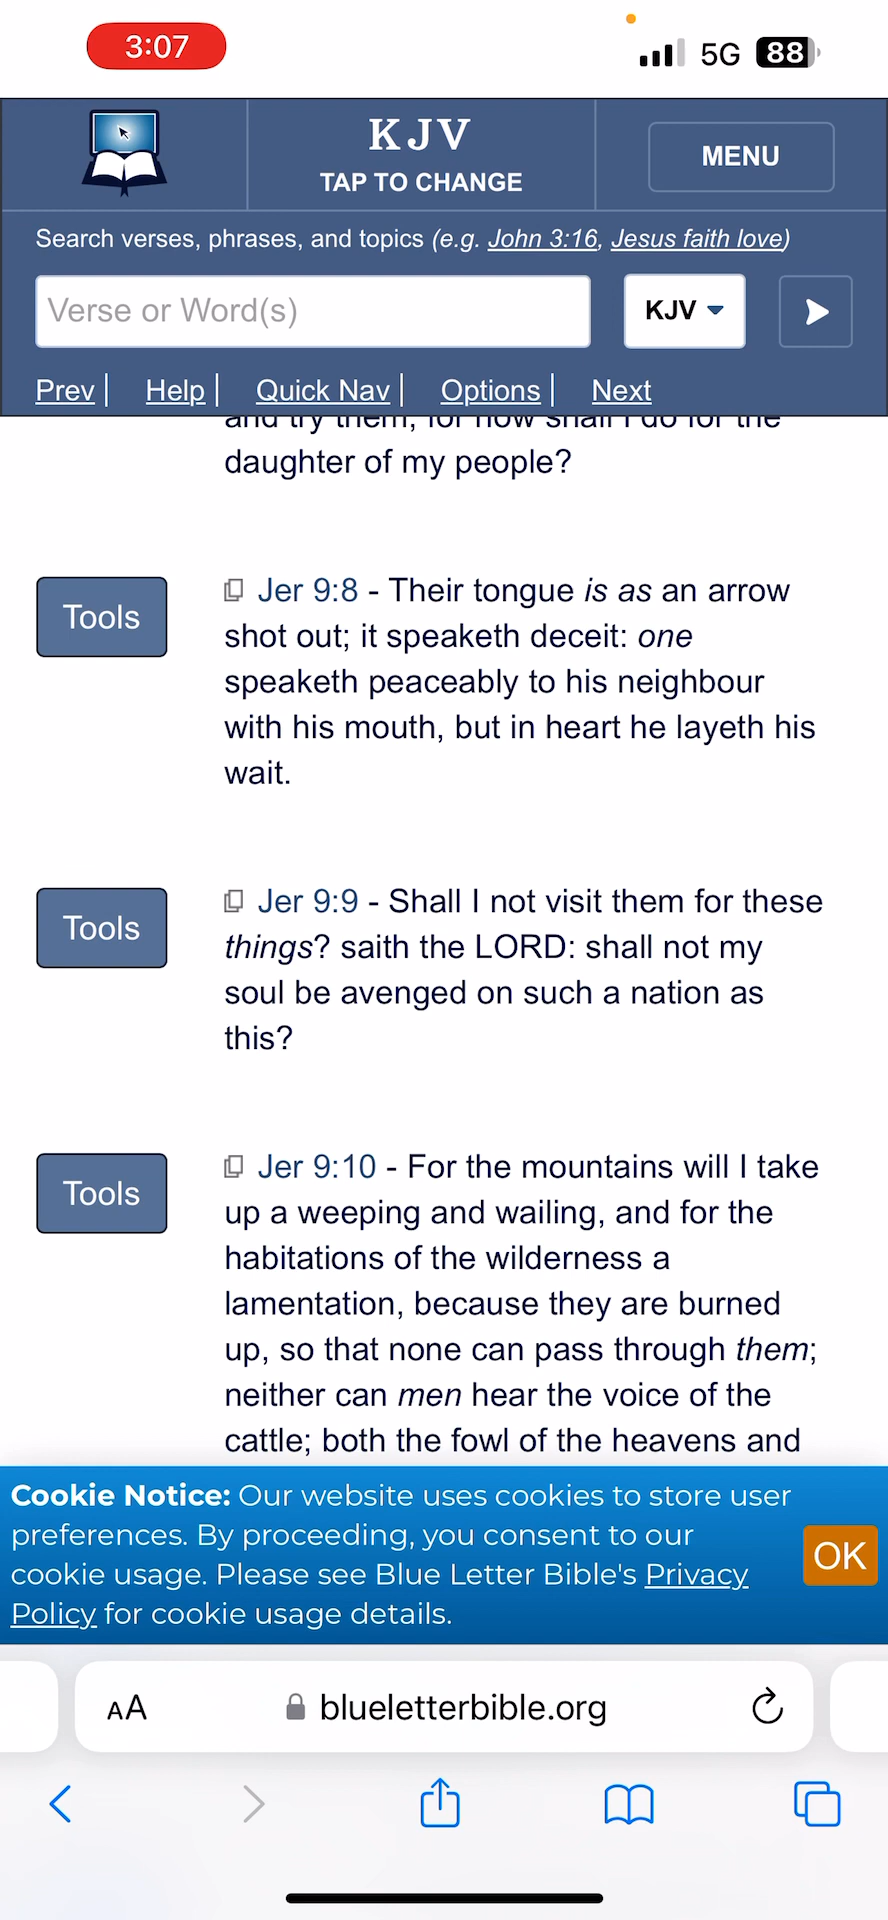 3:07
5G 88
KJV
TAP TO CHANGE
MENU
Search verses, phrases, and topics (e.g. John 3:16, Jesus faith love)
Verse or Word(s)
KJV
Prev | Help | Quick Nav | Options | Next
and try them, for how shall I do for the
daughter of my people?
Tools
Jer 9:8 - Their tongue is as an arrow
shot out; it speaketh deceit: one
speaketh peaceably to his neighbour
with his mouth, but in heart he layeth his
wait.
Tools
Jer 9:9 - Shall I not visit them for these
things? saith the LORD: shall not my
soul be avenged on such a nation as
this?
Tools
Jer 9:10 - For the mountains will I take
up a weeping and wailing, and for the
habitations of the wilderness a
lamentation, because they are burned
up, so that none can pass through them;
neither can men hear the voice of the
cattle; both the fowl of the heavens and
Cookie Notice: Our website uses cookies to store user
preferences. By proceeding, you consent to our
cookie usage. Please see Blue Letter Bible's Privacy
Policy for cookie usage details.
OK
AA
blueletterbible.org